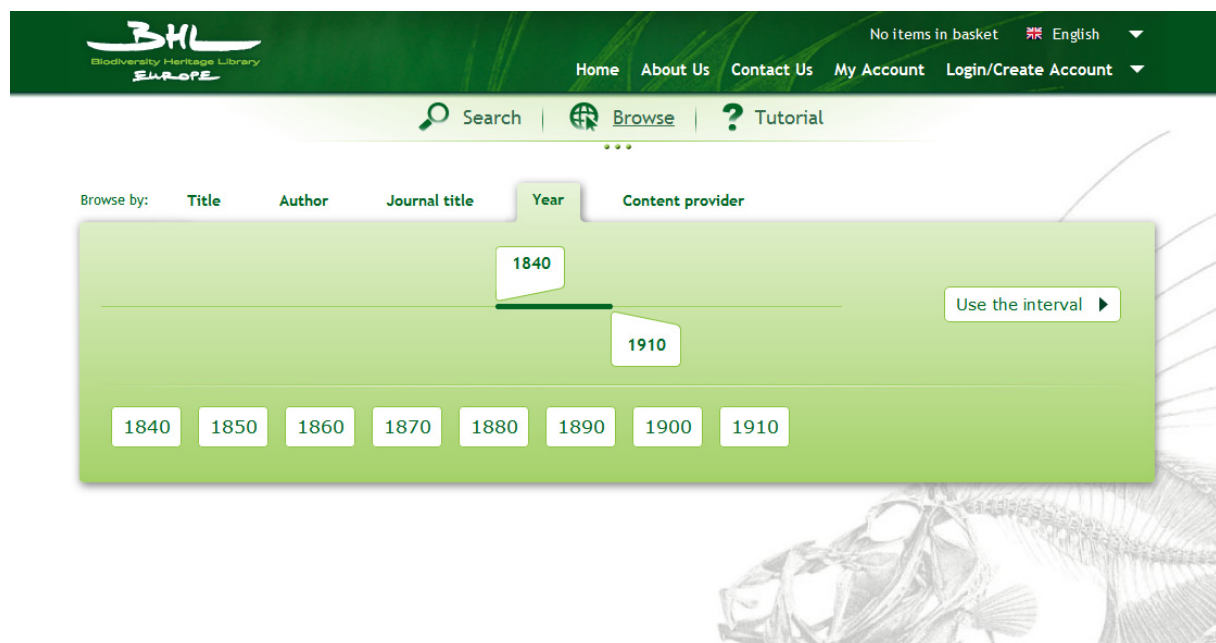 BHL
Biodiversity Heritage Library
EUROPE
No items in basket English
Home About Us Contact Us My Account Login/Create Account
Search Browse ? Tutorial
Browse by: Title Author Journal title Year Content provider
1840
Use the interval
1910
1840 1850 1860 1870 1880 1890 1900 1910